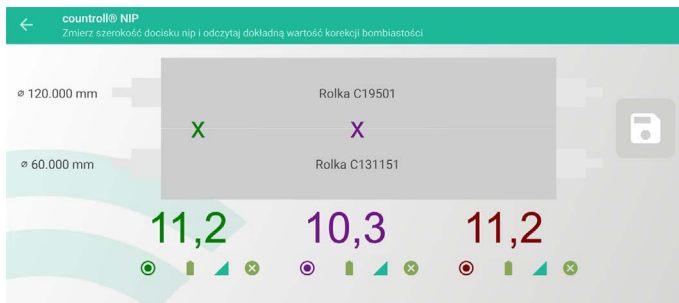 countroll® NIP
Zmierz szerokość docisku nip i odczytaj dokładną wartość korekcji bombiastości
⌀ 120.000 mm
Rolka C19501
X X
⌀ 60.000 mm
Rolka C131151
11,2 10,3 11,2